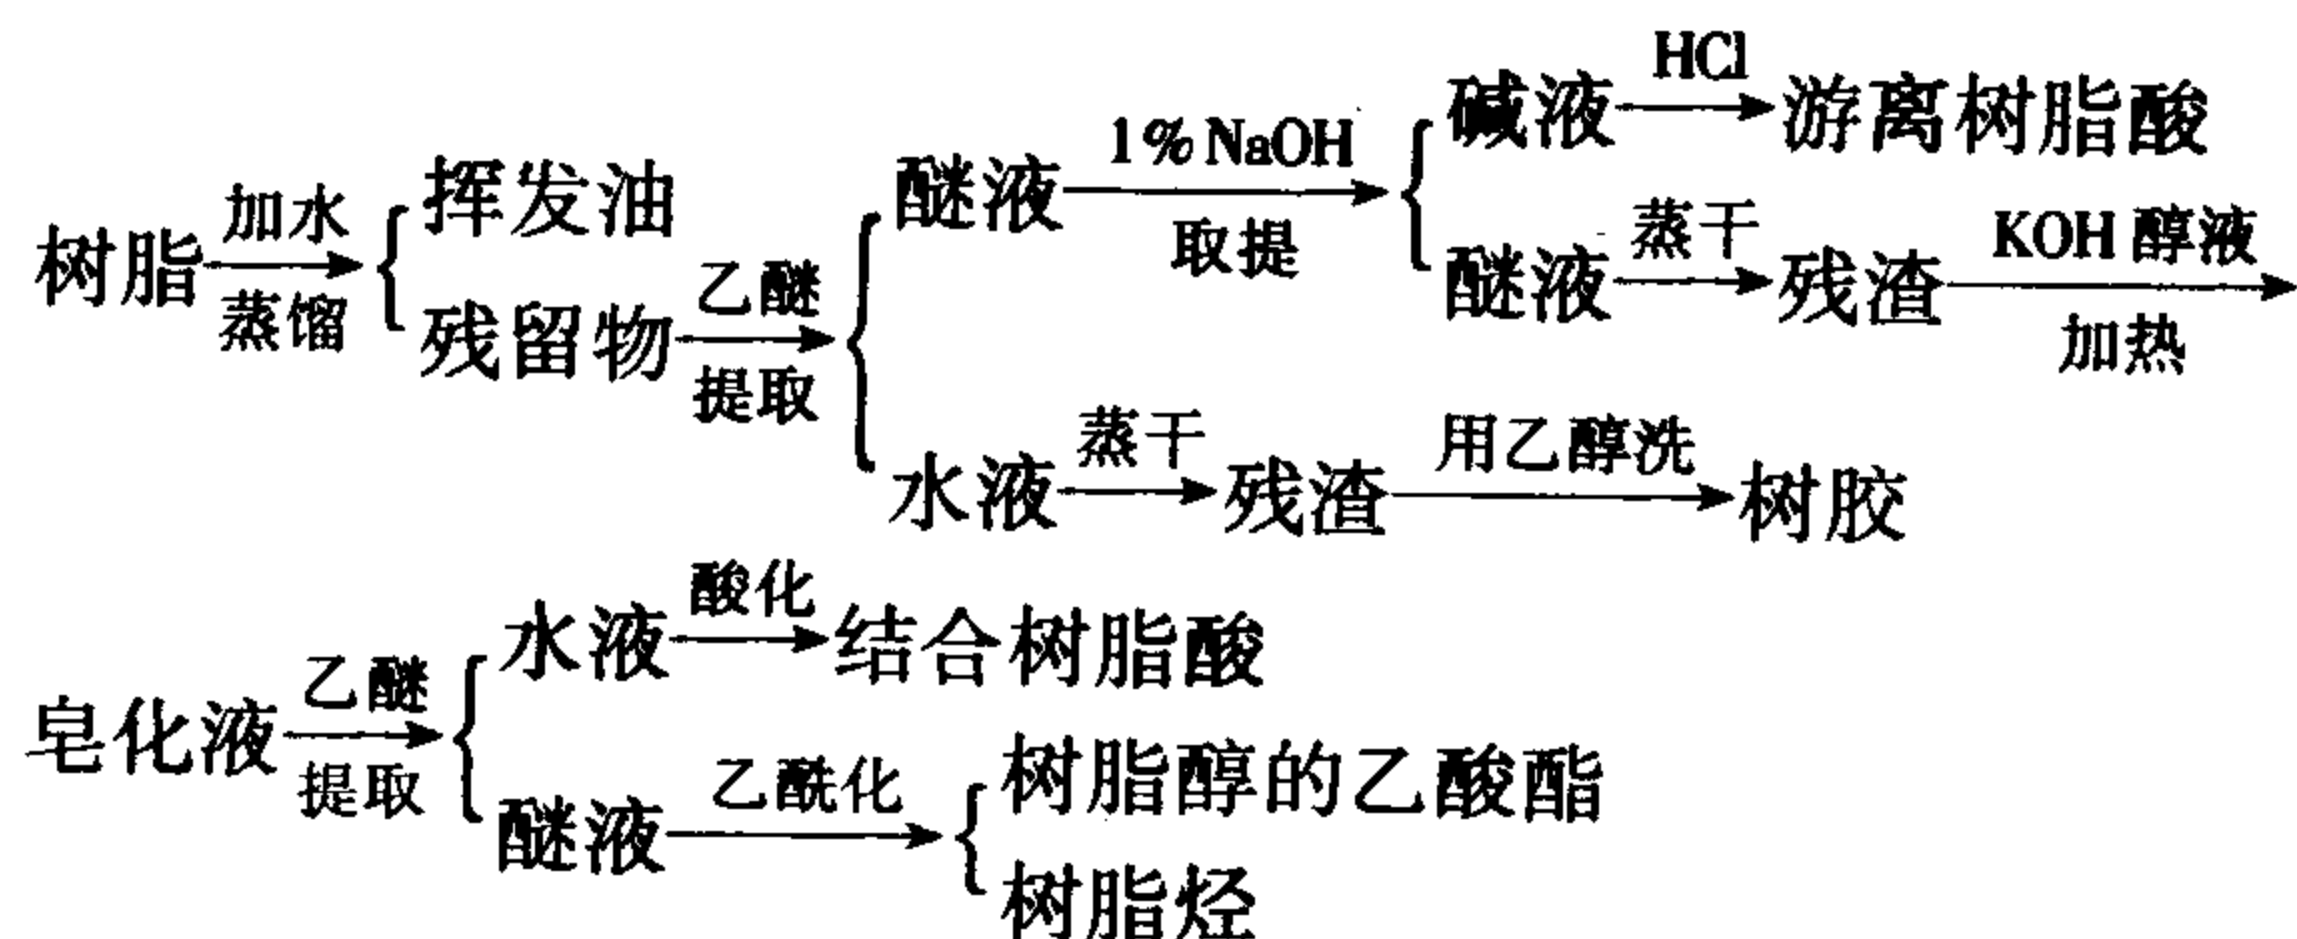 HCl
碱液 游离树脂酸
1% NaOH
挥发油 醚液
加水 取提 蒸干 KOH 醇液
树脂 醚液 残渣
蒸馏 乙醚 加热
残留物
提取 蒸干 用乙醇洗
水液 残渣 树胶
酸化
水液 结合树脂酸
乙醚
皂化液 树脂醇的乙酸酯
提取 乙酰化
醚液
树脂烃